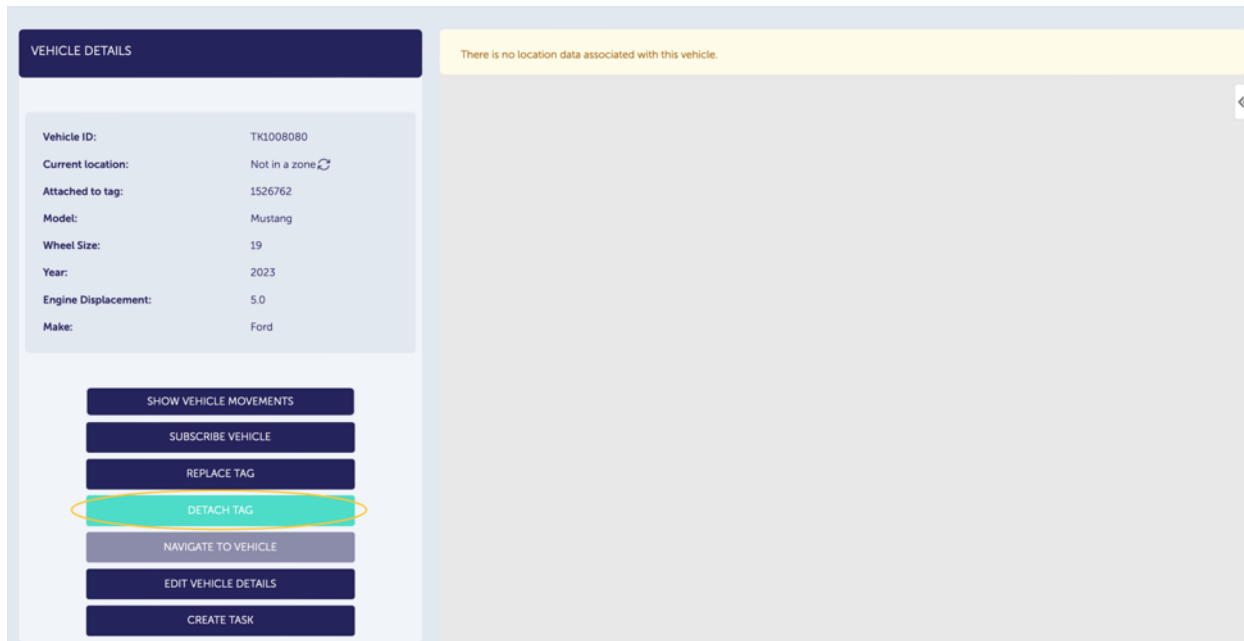 VEHICLE DETAILS
There is no location data associated with this vehicle.
Vehicle ID: TK1008080
Current location: Not in a zone
Attached to tag: 1526762
Model: Mustang
Wheel Size: 19
Year: 2023
Engine Displacement: 5.0
Make: Ford
SHOW VEHICLE MOVEMENTS
SUBSCRIBE VEHICLE
REPLACE TAG
DETACH TAG
NAVIGATE TO VEHICLE
EDIT VEHICLE DETAILS
CREATE TASK